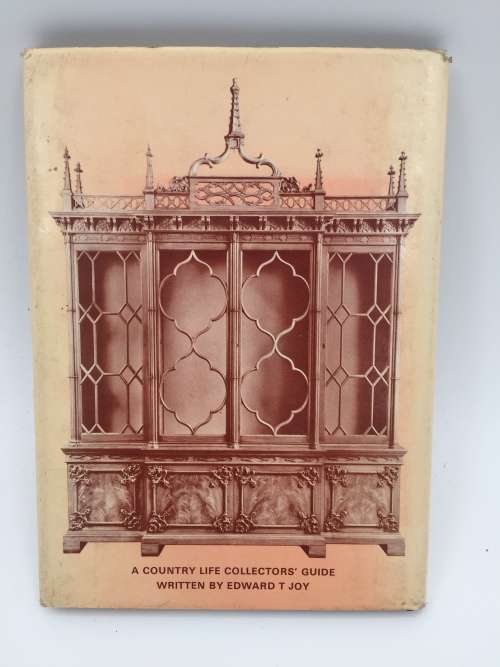 A COUNTRY LIFE COLLECTORS' GUIDE
WRITTEN BY EDWARD T JOY